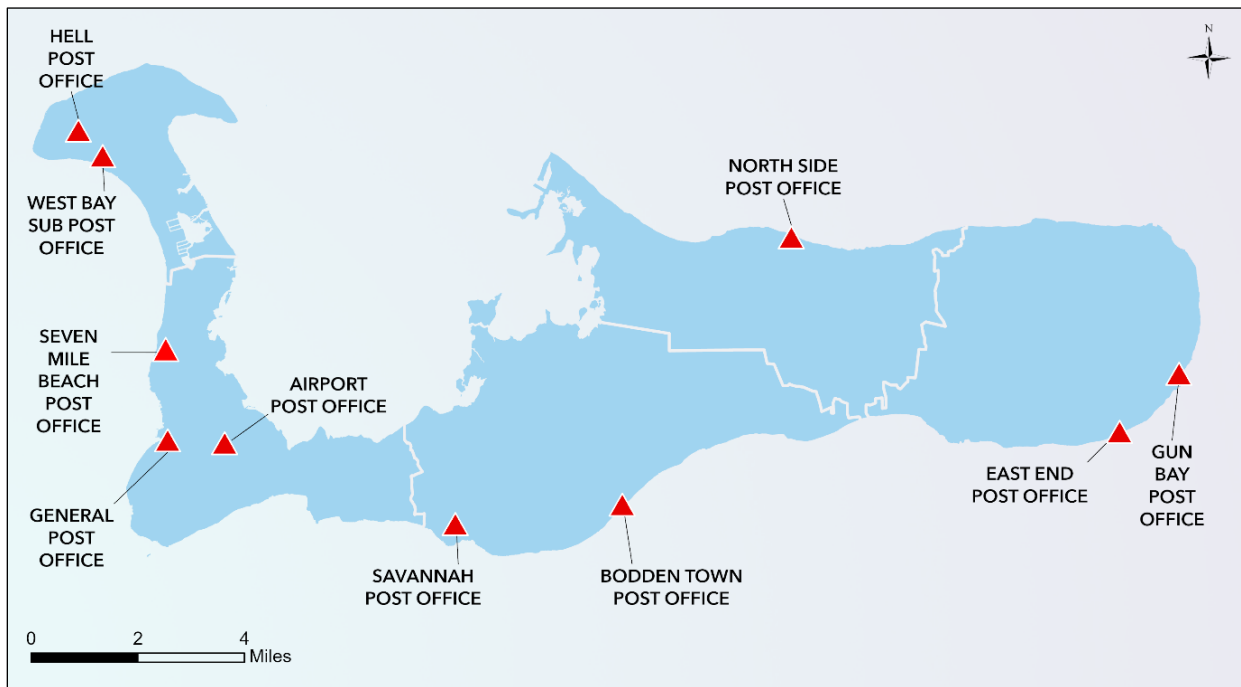 HELL
POST
OFFICE
N
WEST BAY
SUB POST
OFFICE
NORTH SIDE
POST OFFICE
SEVEN
MILE
BEACH
POST
OFFICE
AIRPORT
POST OFFICE
GENERAL
POST
OFFICE
SAVANNAH
POST OFFICE
BODDEN TOWN
POST OFFICE
EAST END
POST OFFICE
GUN
BAY
POST
OFFICE
0 2 4
Miles